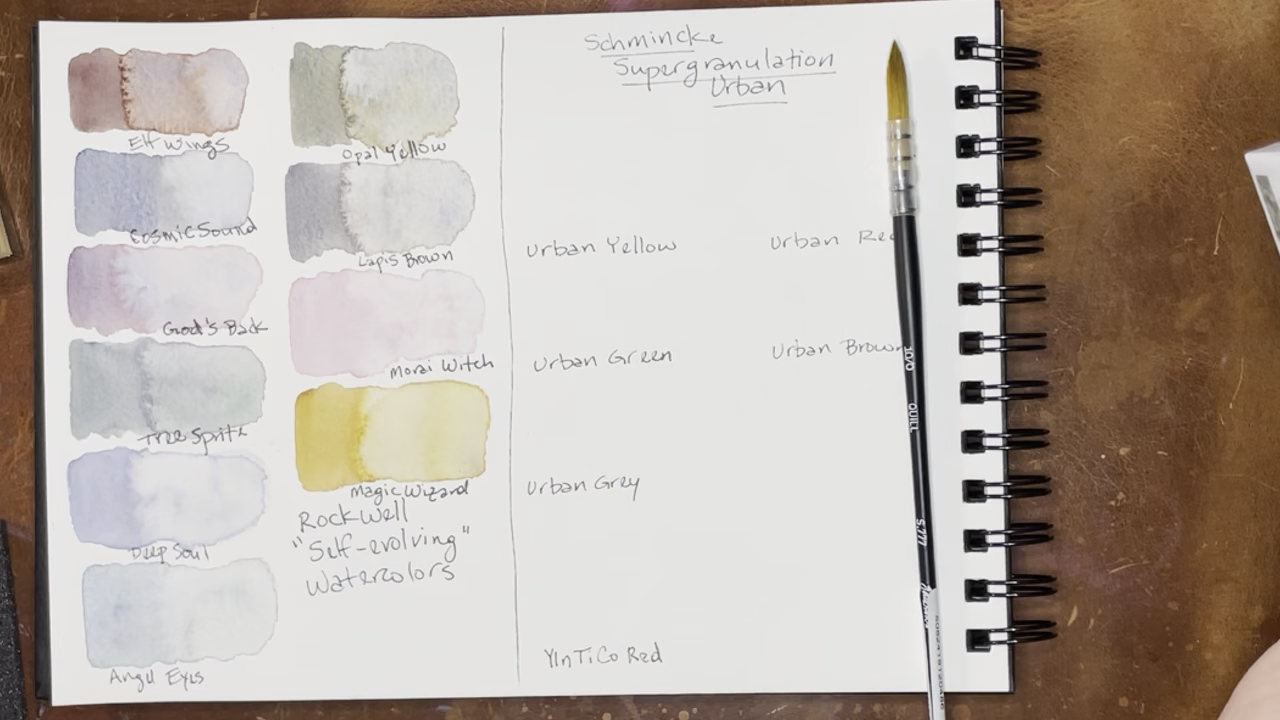 Elf Wings
Cosmic Sound
God's Back
Tree Sprite
Deep Soul
Angel Eyes
Opal Yellow
Lapis Brown
Morai Witch
Magic Wizard
Rockwell
"Self-evolving"
Watercolors
Schmincke
Supergranulation
Urban
Urban Yellow
Urban Red
Urban Green
Urban Brown
Urban Grey
YInTiCo Red
10/0
QUILL
S.777